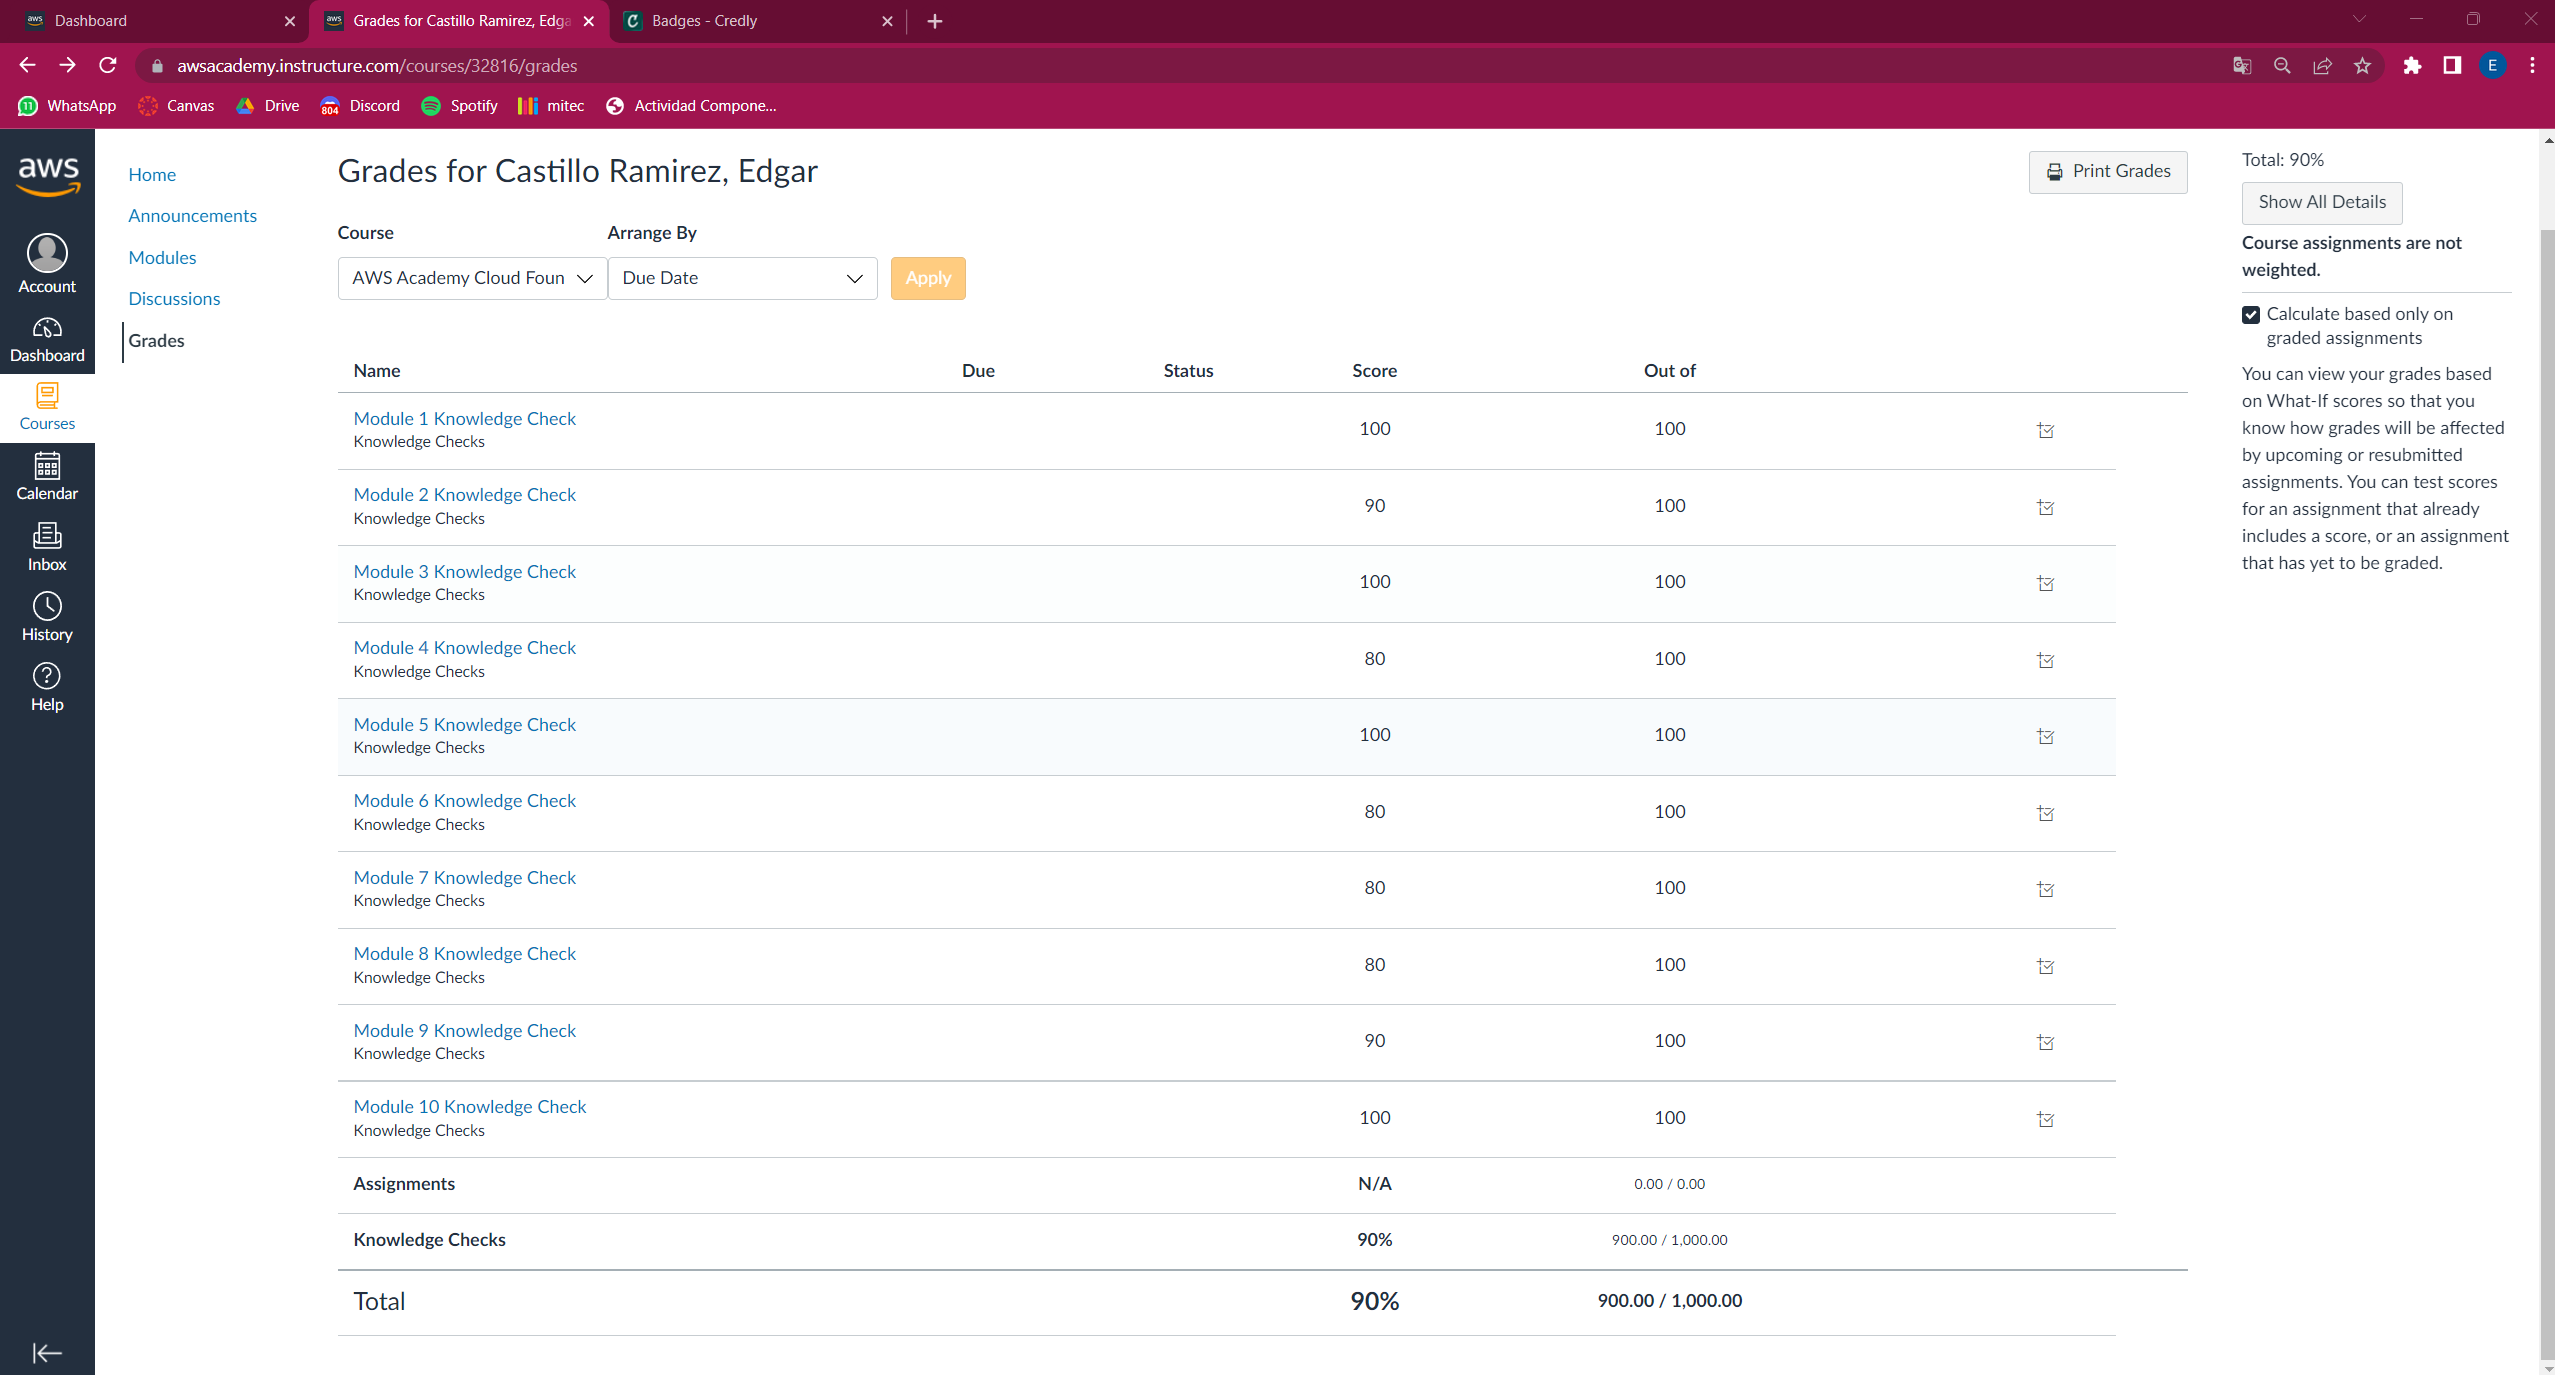 Dashboard
Grades for Castillo Ramirez, Edga
Badges - Credly
awsacademy.instructure.com/courses/32816/grades
E
11 WhatsApp
Canvas
Drive
804 Discord
Spotify
mitec
Actividad Compone...
aws
Account
Dashboard
Courses
Calendar
Inbox
History
Help
Home
Announcements
Modules
Discussions
Grades
Grades for Castillo Ramirez, Edgar
Print Grades
Course
Arrange By
AWS Academy Cloud Foun
Due Date
Apply
Name Due Status Score Out of
Module 1 Knowledge Check
Knowledge Checks
100 100
Module 2 Knowledge Check
Knowledge Checks
90 100
Module 3 Knowledge Check
Knowledge Checks
100 100
Module 4 Knowledge Check
Knowledge Checks
80 100
Module 5 Knowledge Check
Knowledge Checks
100 100
Module 6 Knowledge Check
Knowledge Checks
80 100
Module 7 Knowledge Check
Knowledge Checks
80 100
Module 8 Knowledge Check
Knowledge Checks
80 100
Module 9 Knowledge Check
Knowledge Checks
90 100
Module 10 Knowledge Check
Knowledge Checks
100 100
Assignments N/A 0.00 / 0.00
Knowledge Checks 90% 900.00 / 1,000.00
Total 90% 900.00 / 1,000.00
Total: 90%
Show All Details
Course assignments are not
weighted.
Calculate based only on
graded assignments
You can view your grades based
on What-If scores so that you
know how grades will be affected
by upcoming or resubmitted
assignments. You can test scores
for an assignment that already
includes a score, or an assignment
that has yet to be graded.